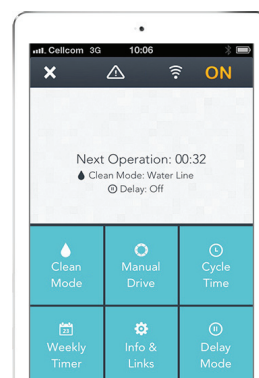 Cellcom 3G 10:06
ON
Next Operation: 00:32
Clean Mode: Water Line
Delay: Off
Clean Mode
Manual Drive
Cycle Time
23
Weekly Timer
Info & Links
Delay Mode